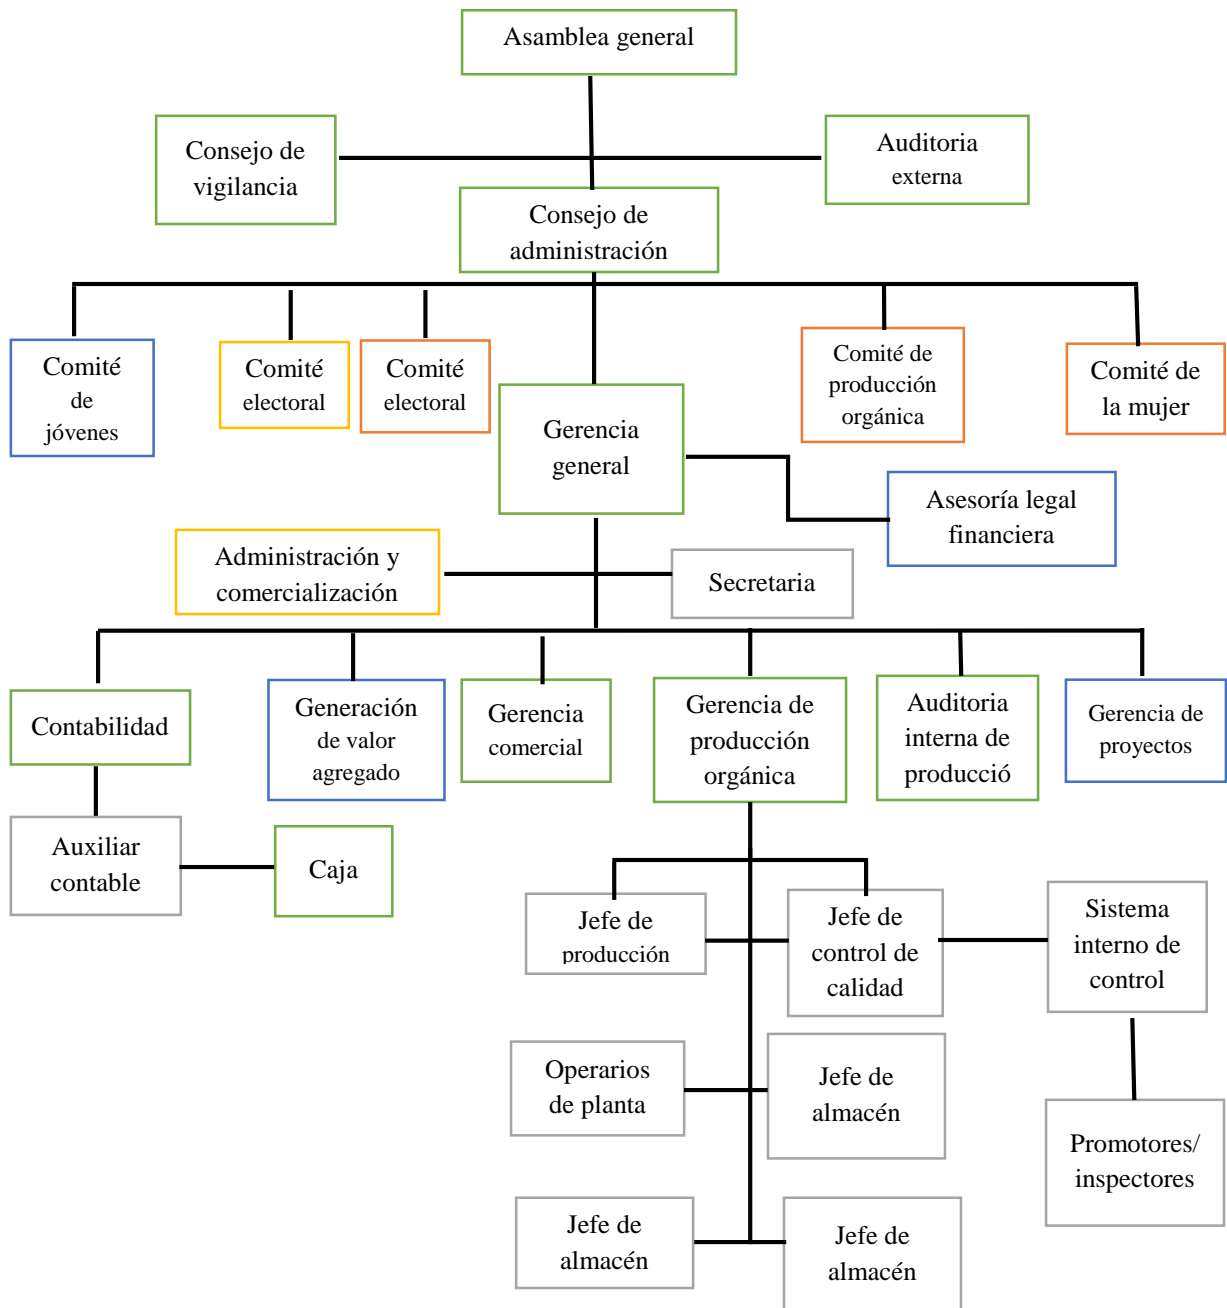 Asamblea general
Consejo de
vigilancia
Auditoria
externa
Consejo de
administración
Comité
de
jóvenes
Comité
electoral
Comité
electoral
Comité de
producción
orgánica
Comité de
la mujer
Gerencia
general
Asesoría legal
financiera
Administración y
comercialización
Secretaria
Contabilidad
Generación
de valor
agregado
Gerencia
comercial
Gerencia de
producción
orgánica
Auditoria
interna de
producció
Gerencia de
proyectos
Auxiliar
contable
Caja
Jefe de
producción
Jefe de
control de
calidad
Sistema
interno de
control
Operarios
de planta
Jefe de
almacén
Promotores/
inspectores
Jefe de
almacén
Jefe de
almacén